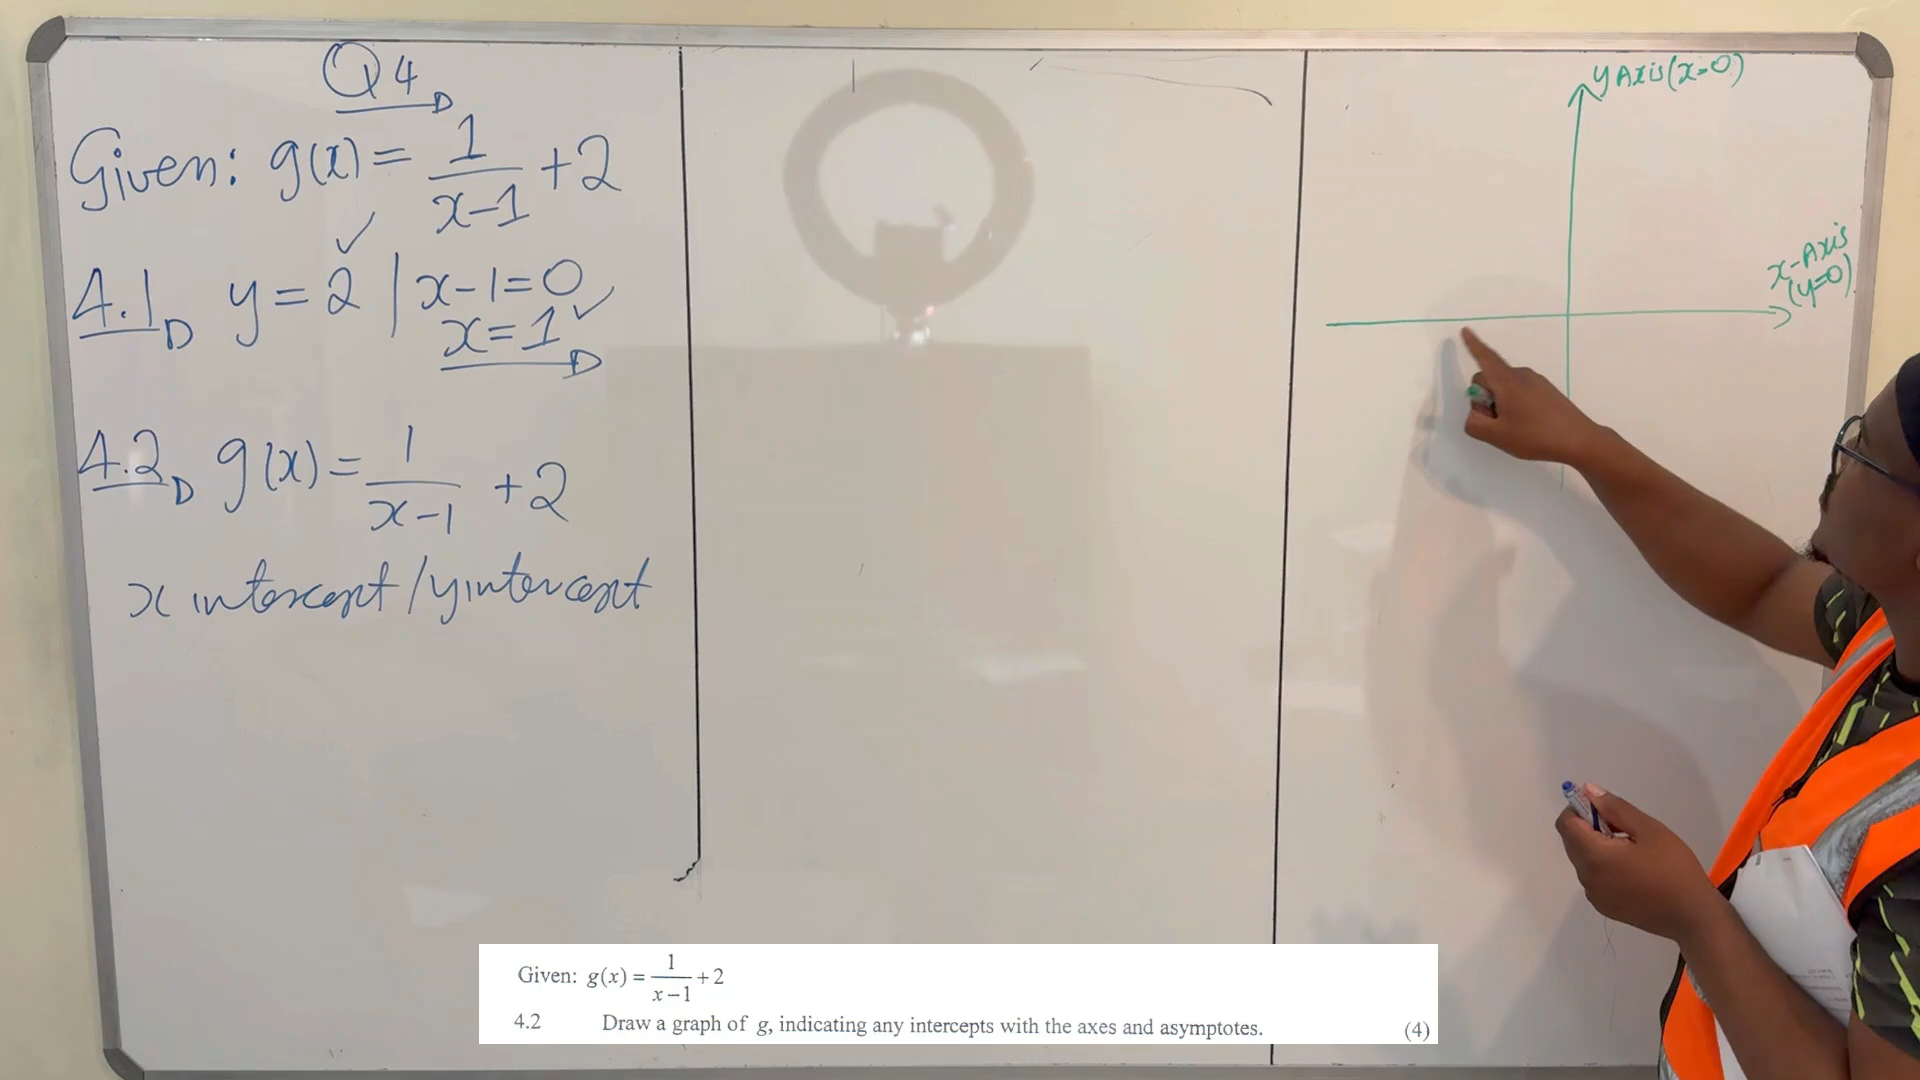 Q4
Given: g(x) = 1/(x-1) + 2
4.1 y = 2 | x-1=0
x=1
4.2 g(x) = 1/(x-1) + 2
x intercept / y intercept
y Axis (x=0)
x-Axis
(y=0)
Given: g(x) = 1/(x-1) + 2
4.2 Draw a graph of g, indicating any intercepts with the axes and asymptotes. (4)